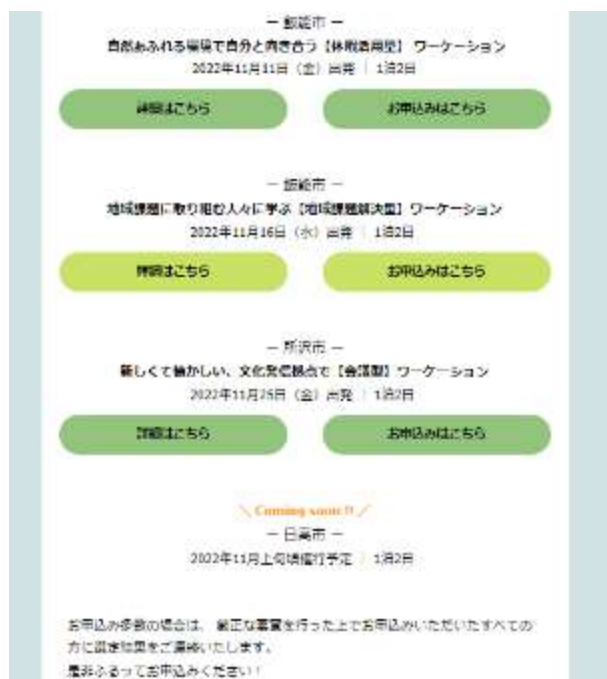 ― 飯能市 ―
自然あふれる環境で自分と向き合う【休暇活用型】 ワーケーション
2022年11月11日（金）出発 | 1泊2日
詳細はこちら
お申込みはこちら
― 飯能市 ―
地域課題に取り組む人々に学ぶ【地域課題解決型】ワーケーション
2022年11月16日（水）出発 | 1泊2日
詳細はこちら
お申込みはこちら
― 所沢市 ―
新しくて懐かしい、文化発信拠点で【会議型】ワーケーション
2022年11月25日（金）出発 | 1泊2日
詳細はこちら
お申込みはこちら
＼ Coming soon !! ／
― 日高市 ―
2022年11月上旬頃催行予定 | 1泊2日
お申込み多数の場合は、 厳正な審査を行った上でお申込みいただいたすべての
方に選定結果をご連絡いたします。
是非ふるってお申込みください！